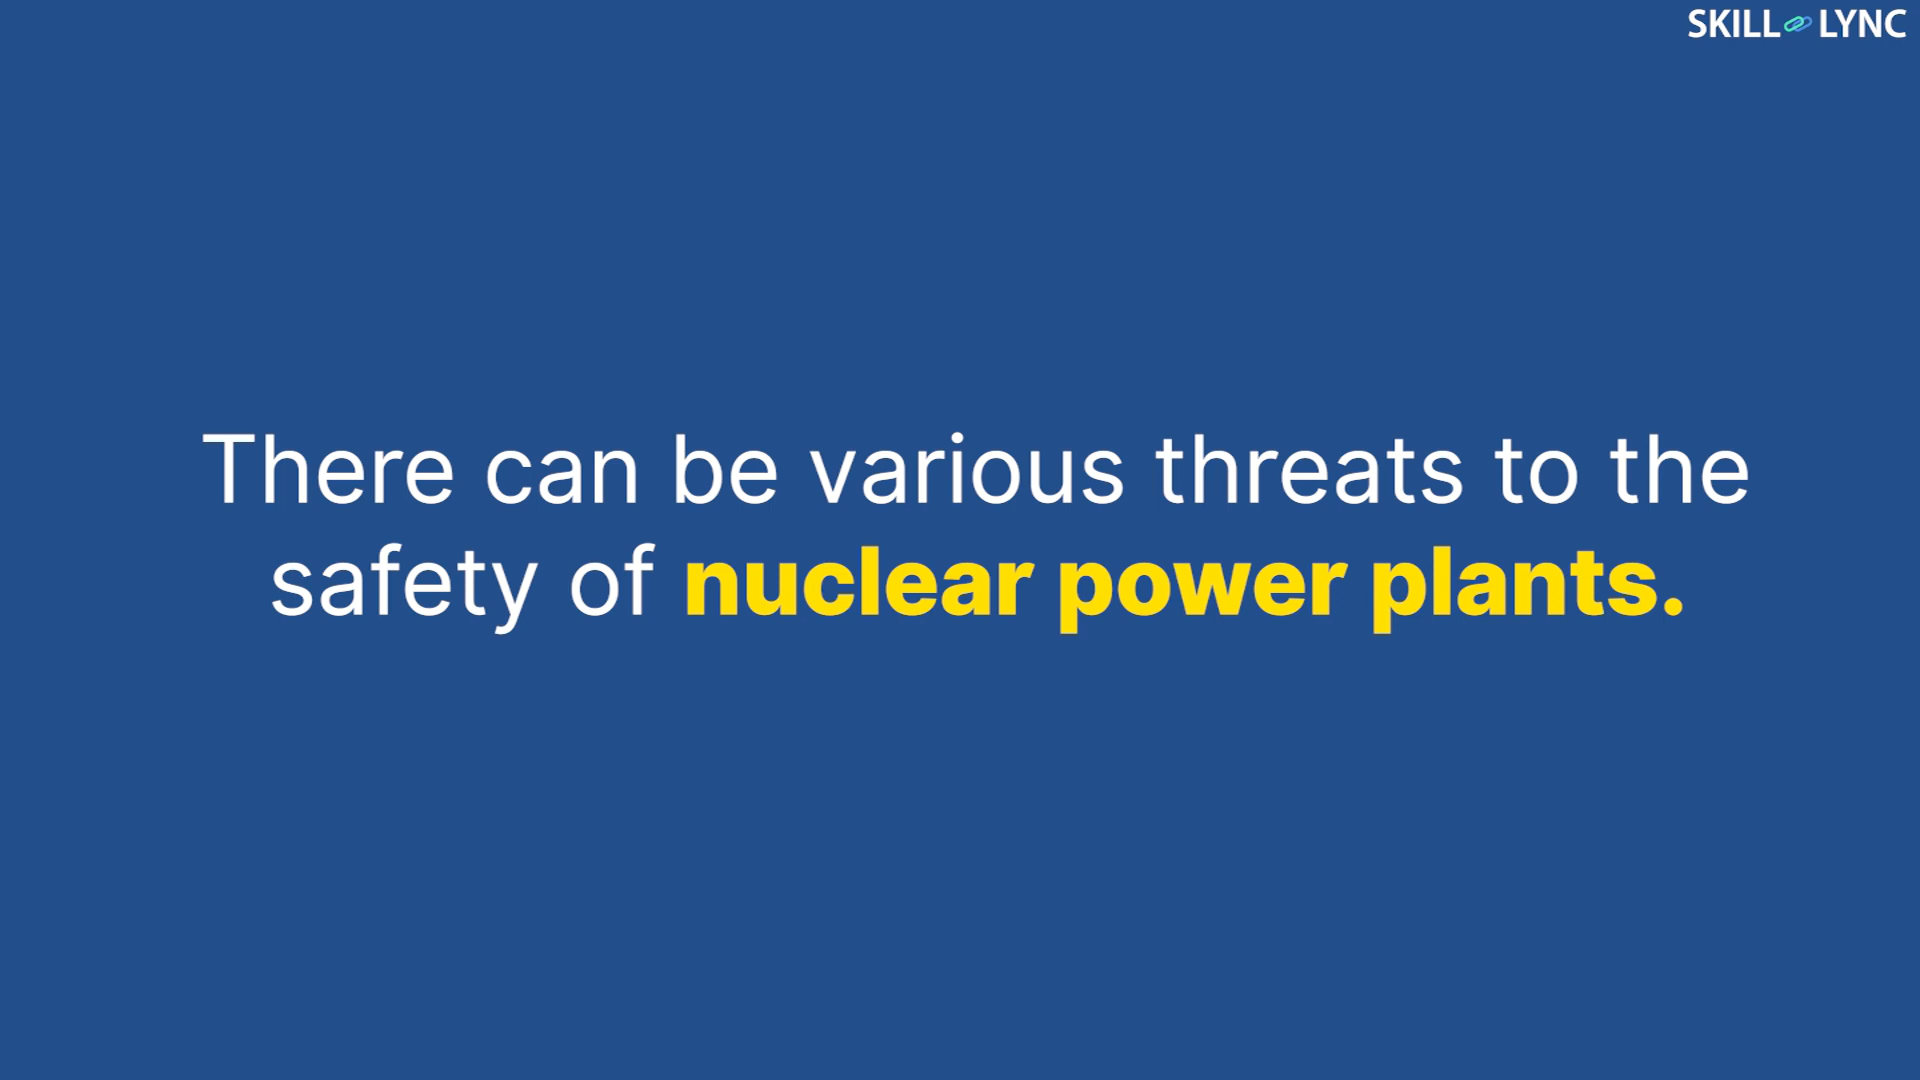 SKILL LYNC
There can be various threats to the
safety of nuclear power plants.